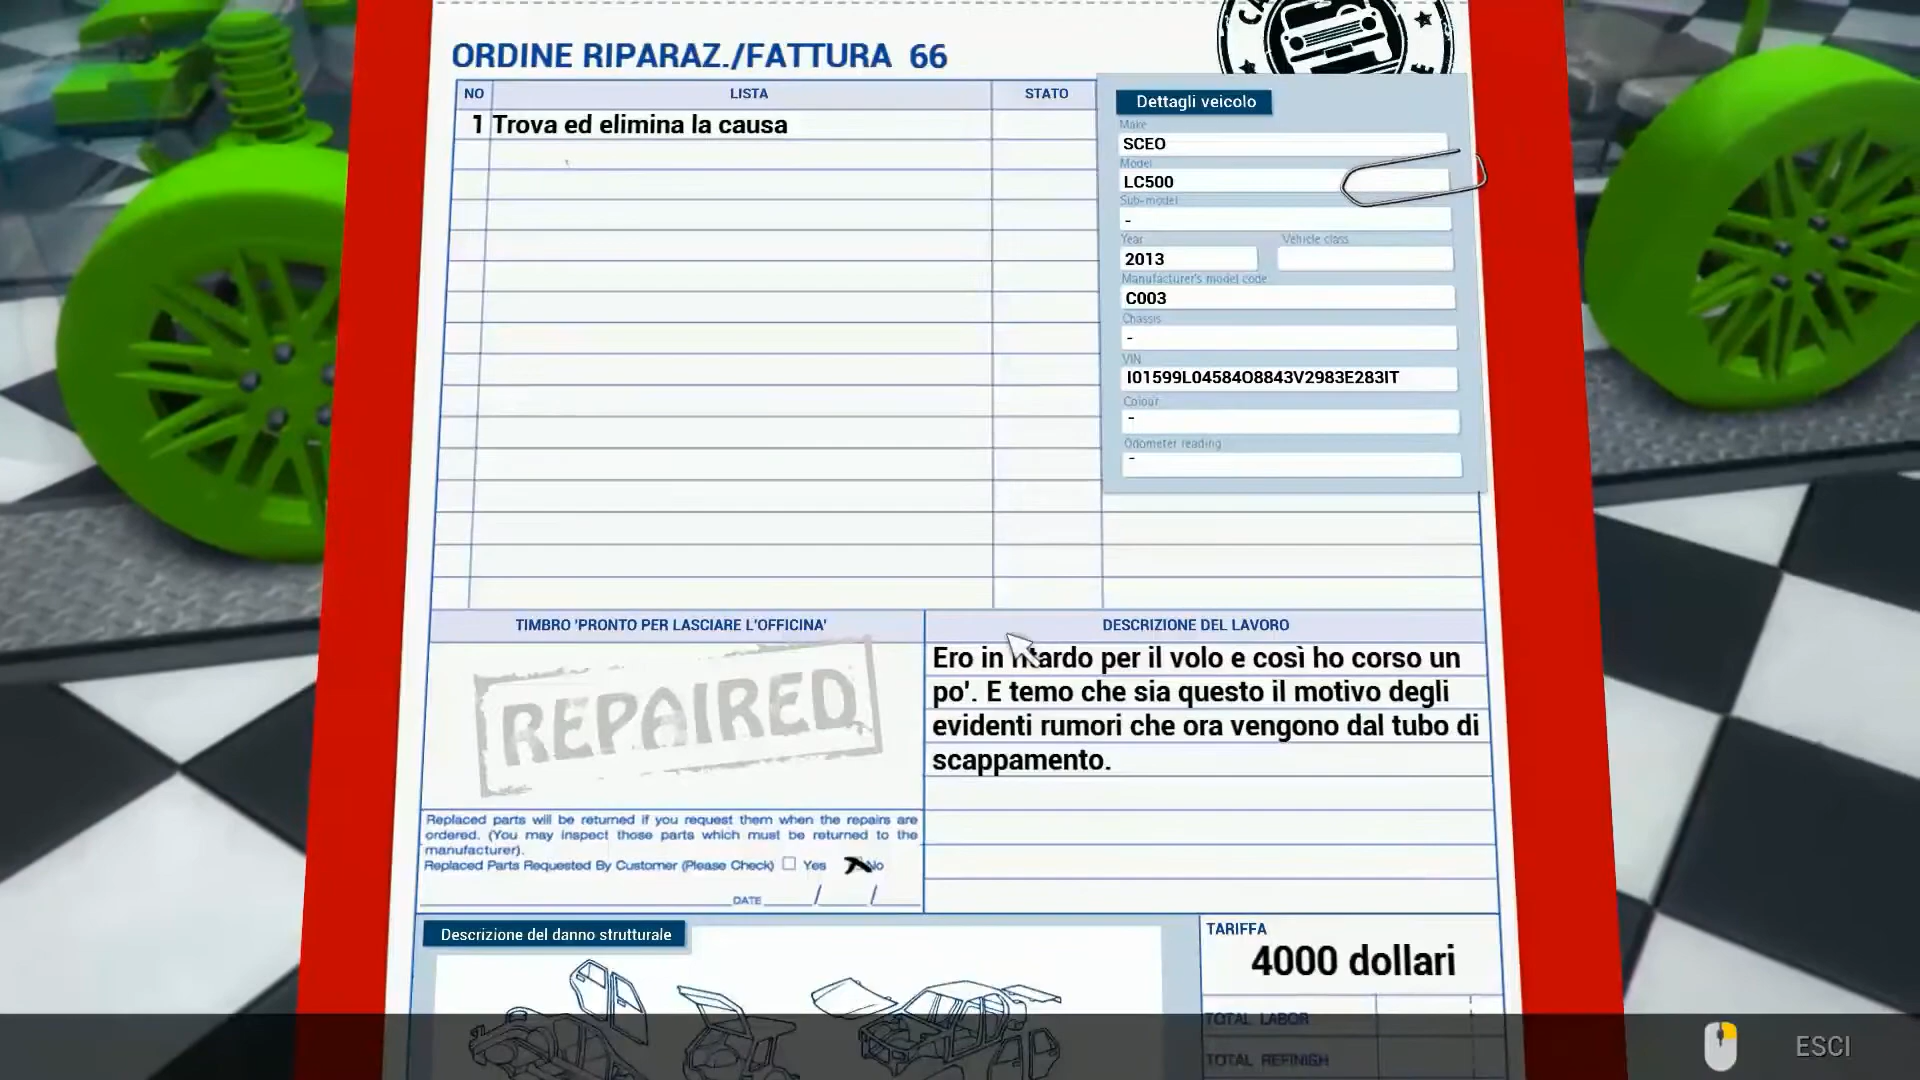 CA
E
ORDINE RIPARAZ./FATTURA 66
NO LISTA STATO
1 Trova ed elimina la causa
Dettagli veicolo
Make
SCEO
Model
LC500
Sub-model
-
Year Vehicle class
2013
Manufacturer's model code
C003
Chassis
-
VIN
I01599L04584O8843V2983E283IT
Colour
-
Odometer reading
-
TIMBRO 'PRONTO PER LASCIARE L'OFFICINA'
REPAIRED
Replaced parts will be returned if you request them when the repairs are
ordered. (You may inspect those parts which must be returned to the
manufacturer).
Replaced Parts Requested By Customer (Please Check) Yes No
DATE / /
DESCRIZIONE DEL LAVORO
Ero in ritardo per il volo e così ho corso un
po'. E temo che sia questo il motivo degli
evidenti rumori che ora vengono dal tubo di
scappamento.
Descrizione del danno strutturale
TARIFFA
4000 dollari
TOTAL LABOR
TOTAL REFINISH
ESCI